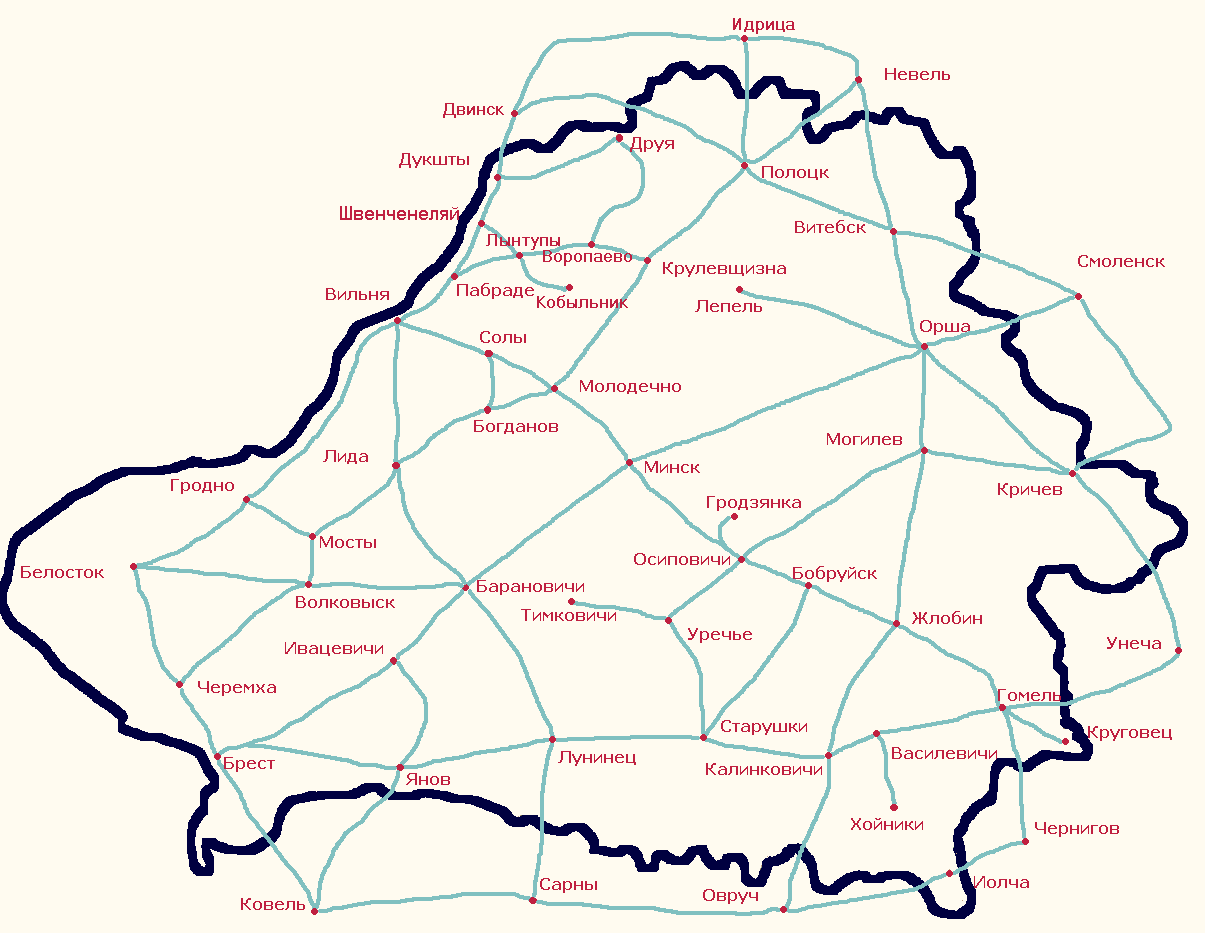 Идрица
Невель
Двинск
Друя
Дукшты
Полоцк
Швенченеляй
Витебск
Лынтупы
Воропаево
Крулевщизна
Смоленск
Пабраде
Вильня
Кобыльник
Лепель
Орша
Солы
Молодечно
Богданов
Могилев
Лида
Минск
Гродно
Кричев
Гродзянка
Мосты
Осиповичи
Белосток
Бобруйск
Барановичи
Волковыск
Тимковичи
Жлобин
Уречье
Ивацевичи
Унеча
Черемха
Гомель
Старушки
Круговец
Василевичи
Лунинец
Брест
Калинковичи
Янов
Хойники
Чернигов
Сарны
Иолча
Овруч
Ковель